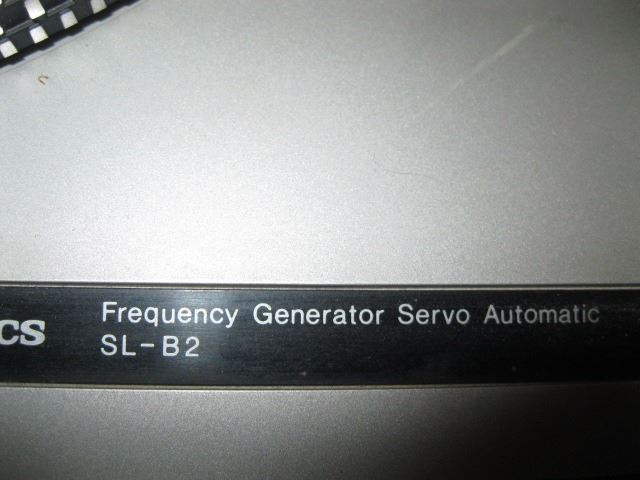 cs
Frequency Generator Servo Automatic
SL-B2